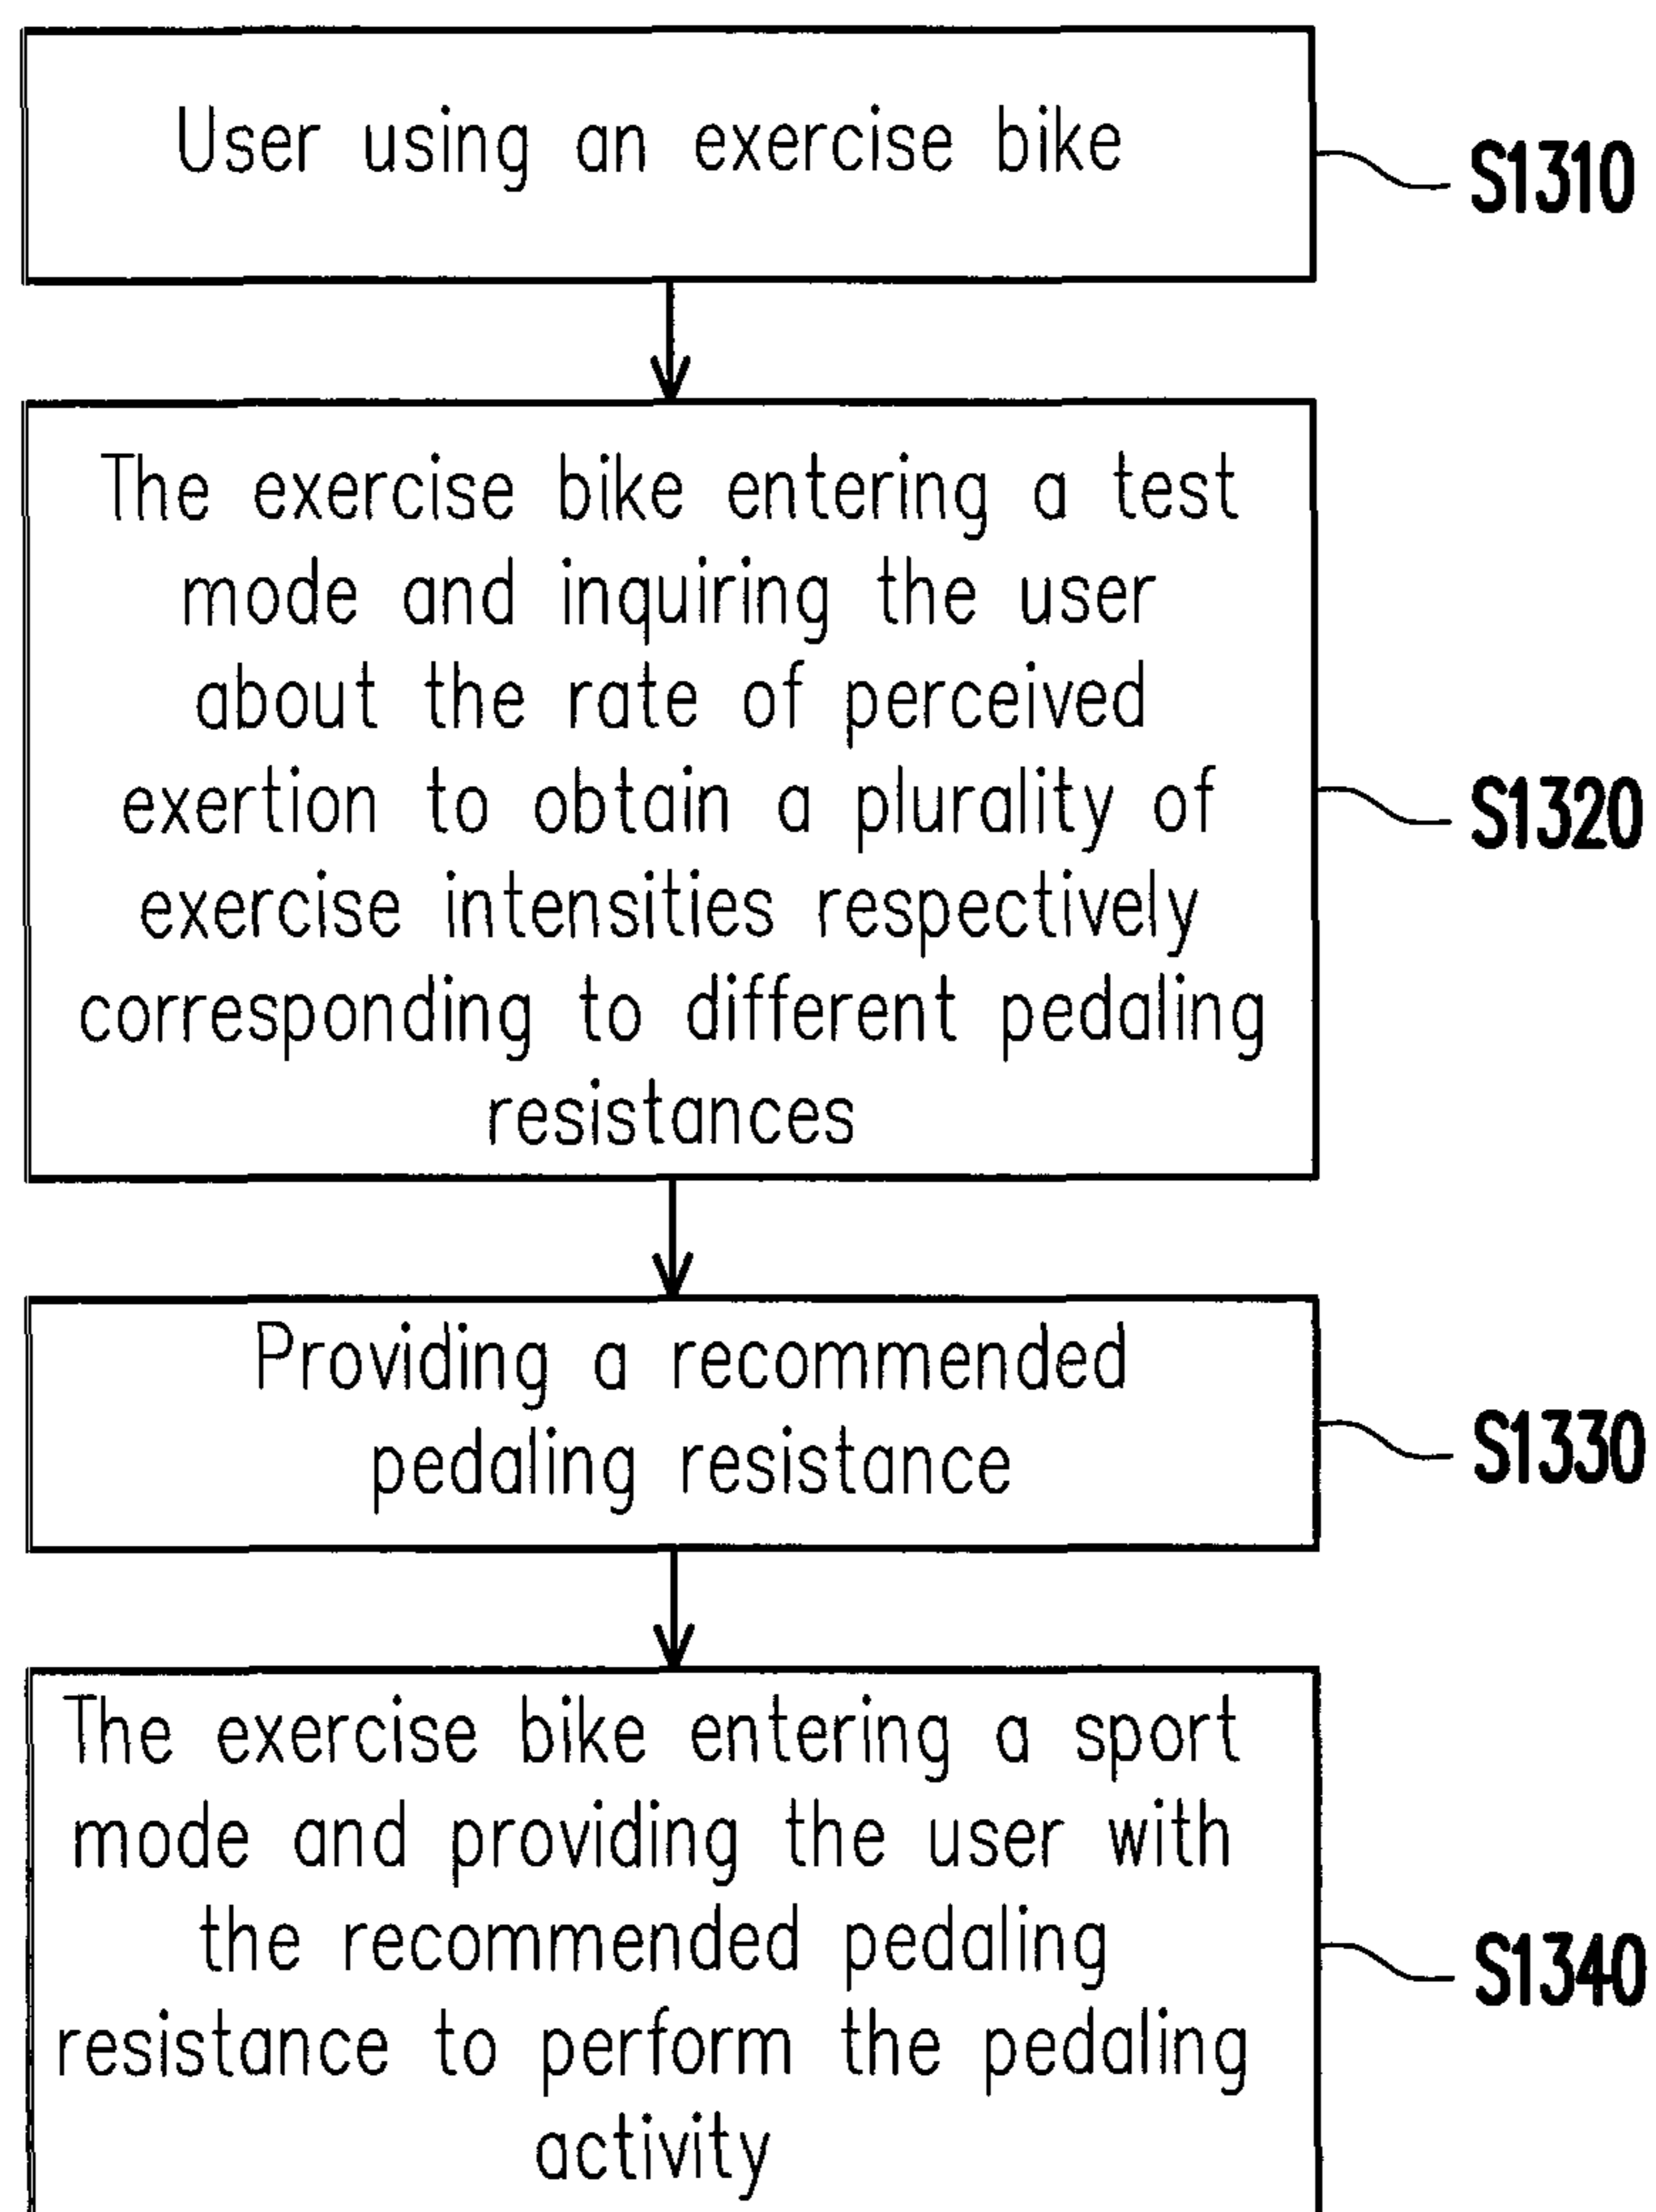 User using an exercise bike
S1310
The exercise bike entering a test
mode and inquiring the user
about the rate of perceived
exertion to obtain a plurality of
exercise intensities respectively
corresponding to different pedaling
resistances
S1320
Providing a recommended
pedaling resistance
S1330
The exercise bike entering a sport
mode and providing the user with
the recommended pedaling
resistance to perform the pedaling
activity
S1340